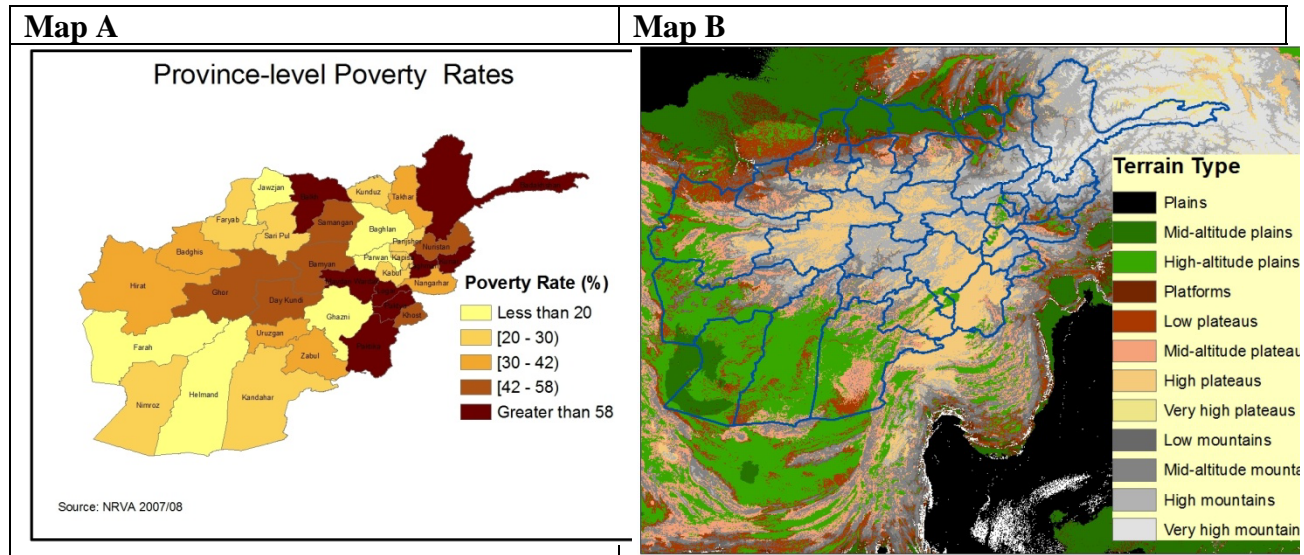 Map A
Map B
Province-level Poverty Rates
Jawzjan
Kunduz
Takhar
Faryab
Samangan
Sari Pul
Baghlan
Panjsher
Nuristan
Badghis
Parwan
Kapis
Bamyan
Kabul
Nangarhar
Hirat
Ghor
Day Kundi
Ghazni
Khost
Uruzgan
Farah
Zabul
Paktika
Nimroz
Helmand
Kandahar
Poverty Rate (%)
Less than 20
[20 - 30)
[30 - 42)
[42 - 58)
Greater than 58
Source: NRVA 2007/08
Terrain Type
Plains
Mid-altitude plains
High-altitude plains
Platforms
Low plateaus
Mid-altitude plateau
High plateaus
Very high plateaus
Low mountains
Mid-altitude mounta
High mountains
Very high mountain